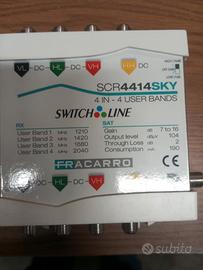 VL DC HL DC VH DC HH DC
SCR4414SKY
SWITCH LINE
4 IN - 4 USER BANDS
RX SAT
User Band 1 MHz 1210 Gain dB 7 to 16
User Band 2 MHz 1420 Output level dBµV 104
User Band 3 MHz 1680 Through Loss dB 2
User Band 4 MHz 2040 Consumption mA 190
FRACARRO
CE
HL DC VH
subito